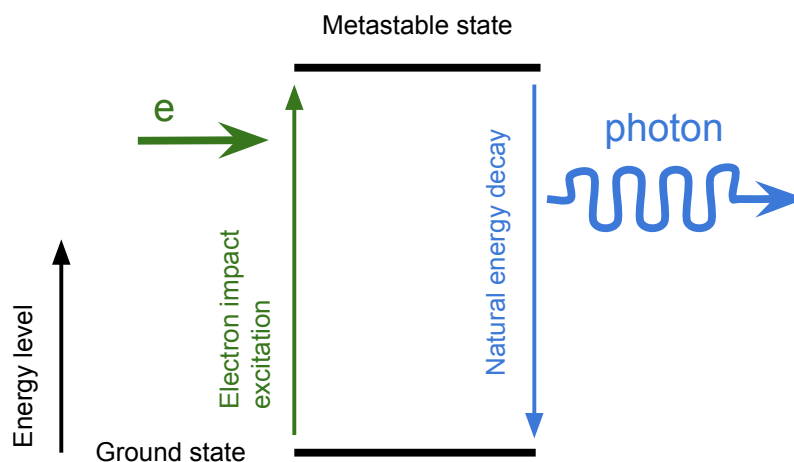 Metastable state
e
photon
Electron impact
excitation
Natural energy decay
Energy level
Ground state